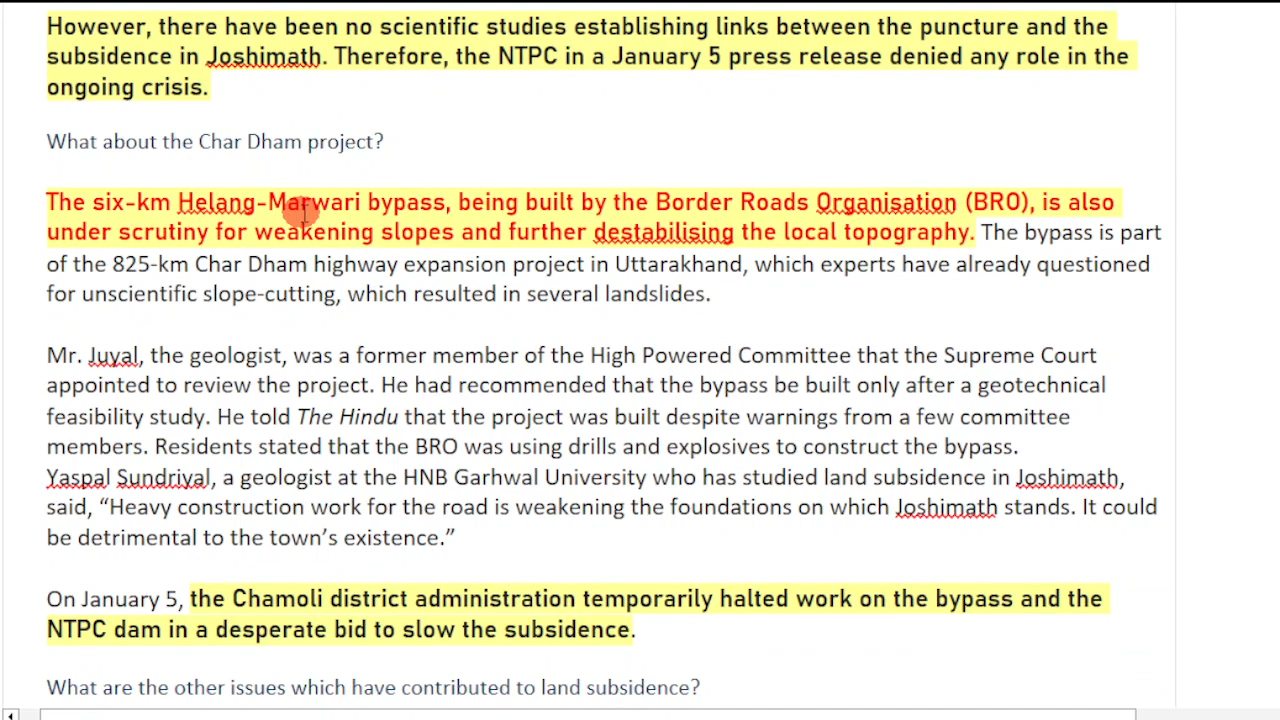 However, there have been no scientific studies establishing links between the puncture and the
subsidence in Joshimath. Therefore, the NTPC in a January 5 press release denied any role in the
ongoing crisis.
What about the Char Dham project?
The six-km Helang-Marwari bypass, being built by the Border Roads Organisation (BRO), is also
under scrutiny for weakening slopes and further destabilising the local topography. The bypass is part
of the 825-km Char Dham highway expansion project in Uttarakhand, which experts have already questioned
for unscientific slope-cutting, which resulted in several landslides.
Mr. Juyal, the geologist, was a former member of the High Powered Committee that the Supreme Court
appointed to review the project. He had recommended that the bypass be built only after a geotechnical
feasibility study. He told The Hindu that the project was built despite warnings from a few committee
members. Residents stated that the BRO was using drills and explosives to construct the bypass.
Yaspal Sundriyal, a geologist at the HNB Garhwal University who has studied land subsidence in Joshimath,
said, “Heavy construction work for the road is weakening the foundations on which Joshimath stands. It could
be detrimental to the town’s existence.”
On January 5, the Chamoli district administration temporarily halted work on the bypass and the
NTPC dam in a desperate bid to slow the subsidence.
What are the other issues which have contributed to land subsidence?